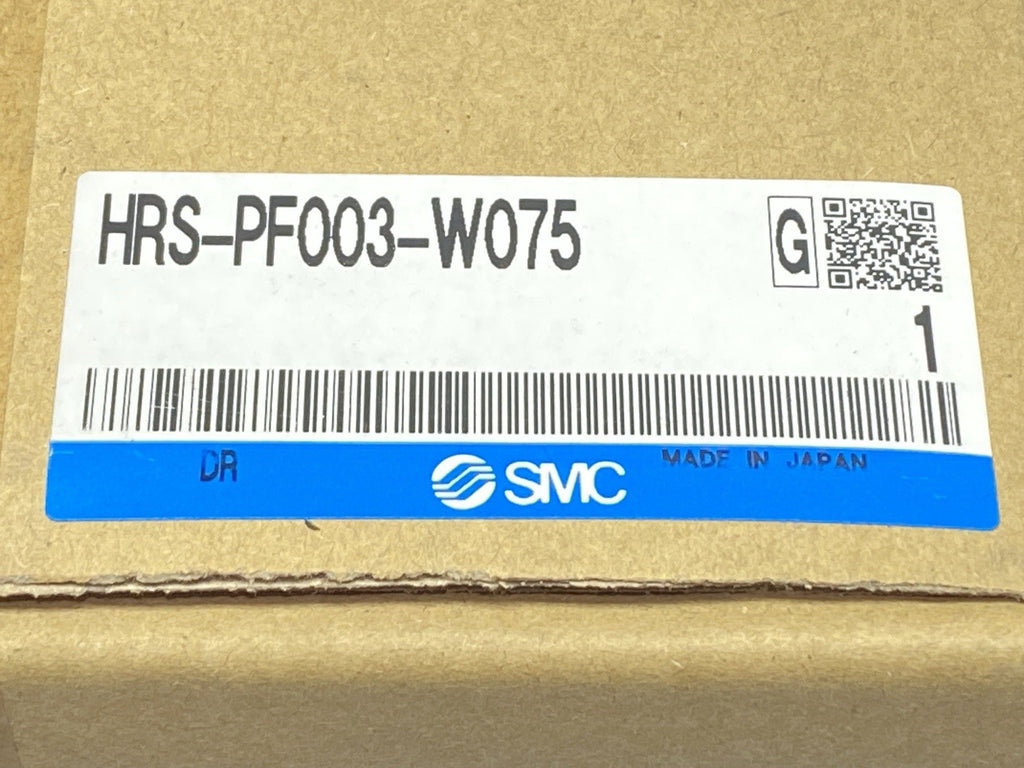 HRS-PF003-W075
G
1
DR
SMC
MADE IN JAPAN